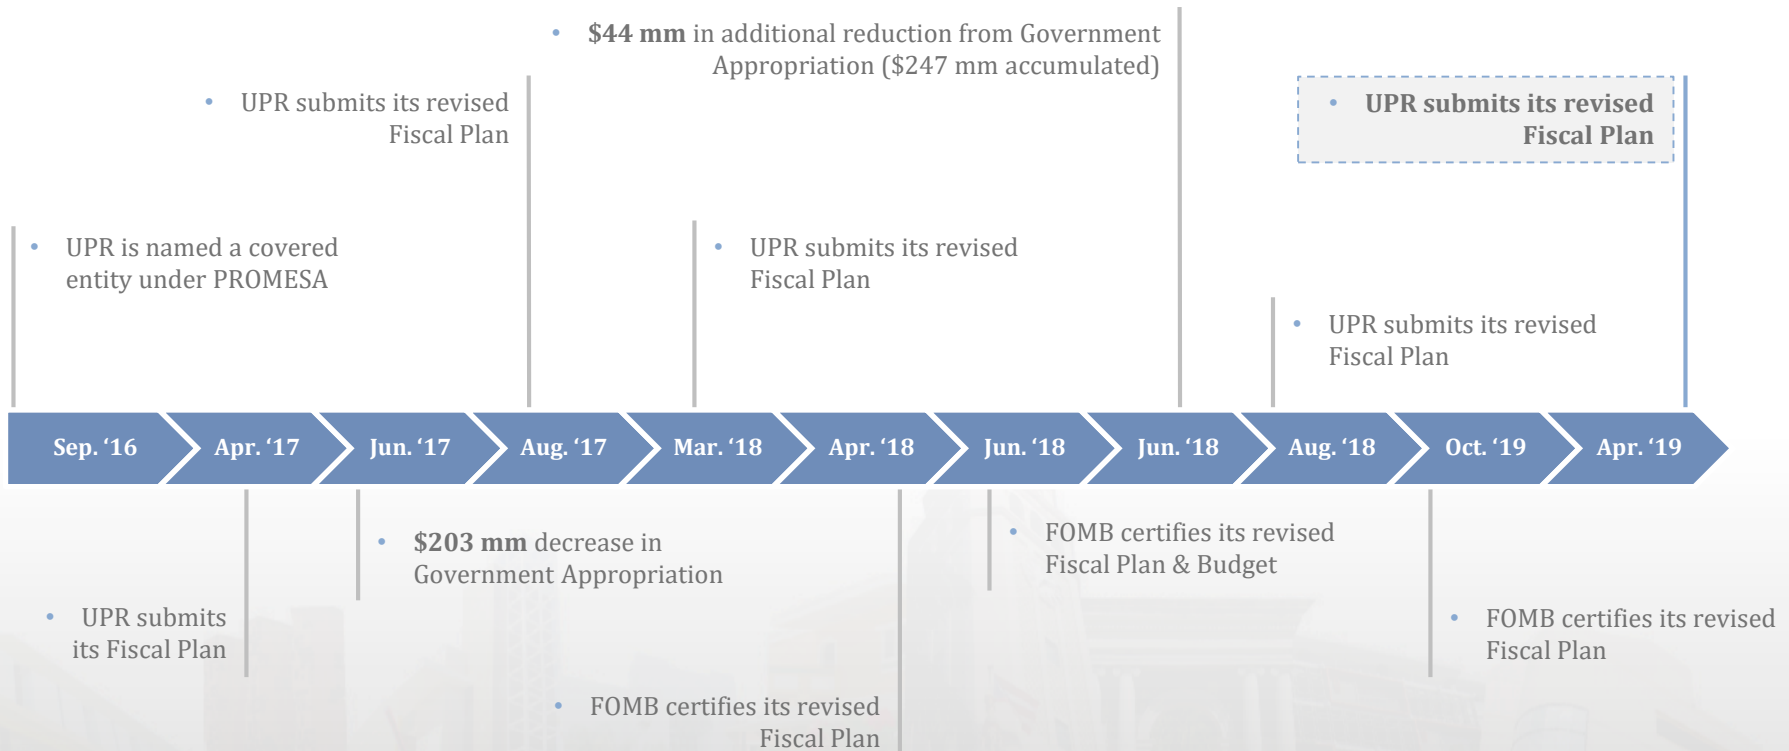 • $44 mm in additional reduction from Government
Appropriation ($247 mm accumulated)
• UPR submits its revised
Fiscal Plan
• UPR submits its revised
Fiscal Plan
• UPR is named a covered
entity under PROMESA
• UPR submits its revised
Fiscal Plan
• UPR submits its revised
Fiscal Plan
Sep. ‘16
Apr. ‘17
Jun. ‘17
Aug. ‘17
Mar. ‘18
Apr. ‘18
Jun. ‘18
Jun. ‘18
Aug. ‘18
Oct. ‘19
Apr. ‘19
• $203 mm decrease in
Government Appropriation
• FOMB certifies its revised
Fiscal Plan & Budget
• UPR submits
its Fiscal Plan
• FOMB certifies its revised
Fiscal Plan
• FOMB certifies its revised
Fiscal Plan